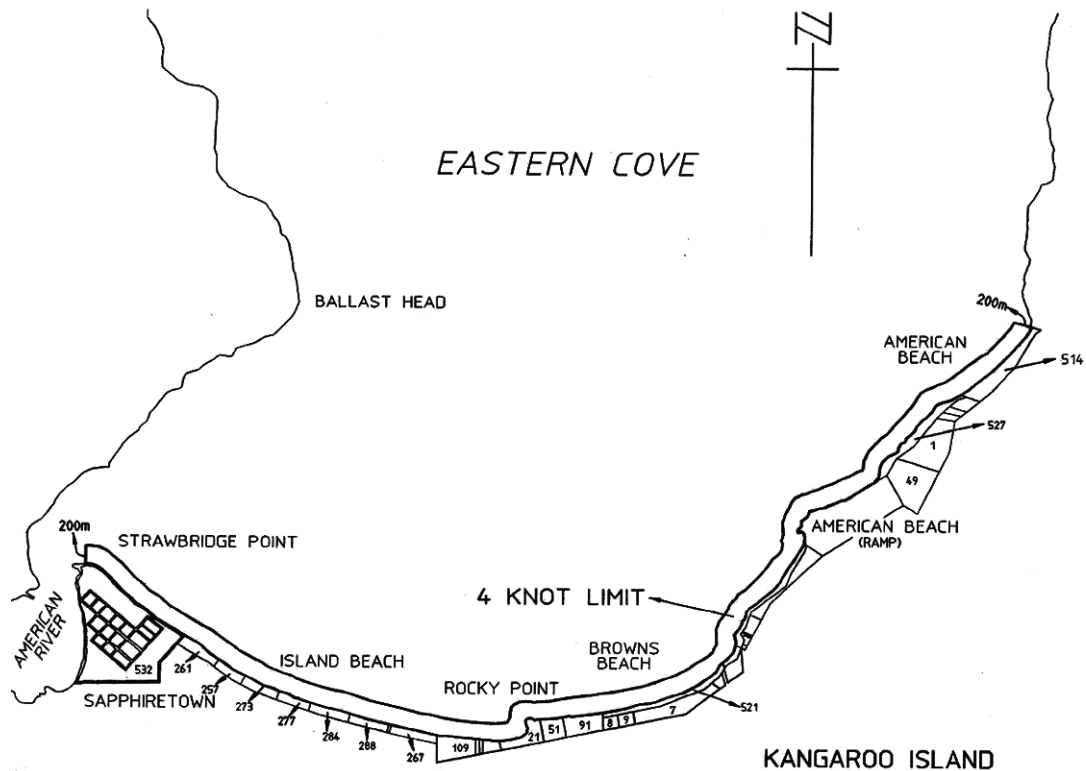 N
EASTERN COVE
BALLAST HEAD
200m
AMERICAN
BEACH
514
527
1
49
200m
STRAWBRIDGE POINT
AMERICAN BEACH
(RAMP)
4 KNOT LIMIT
AMERICAN
RIVER
532
261
ISLAND BEACH
BROWNS
BEACH
SAPPHIRETOWN
257
273
ROCKY POINT
277
284
288
267
109
21
51
91
8
9
7
521
KANGAROO ISLAND